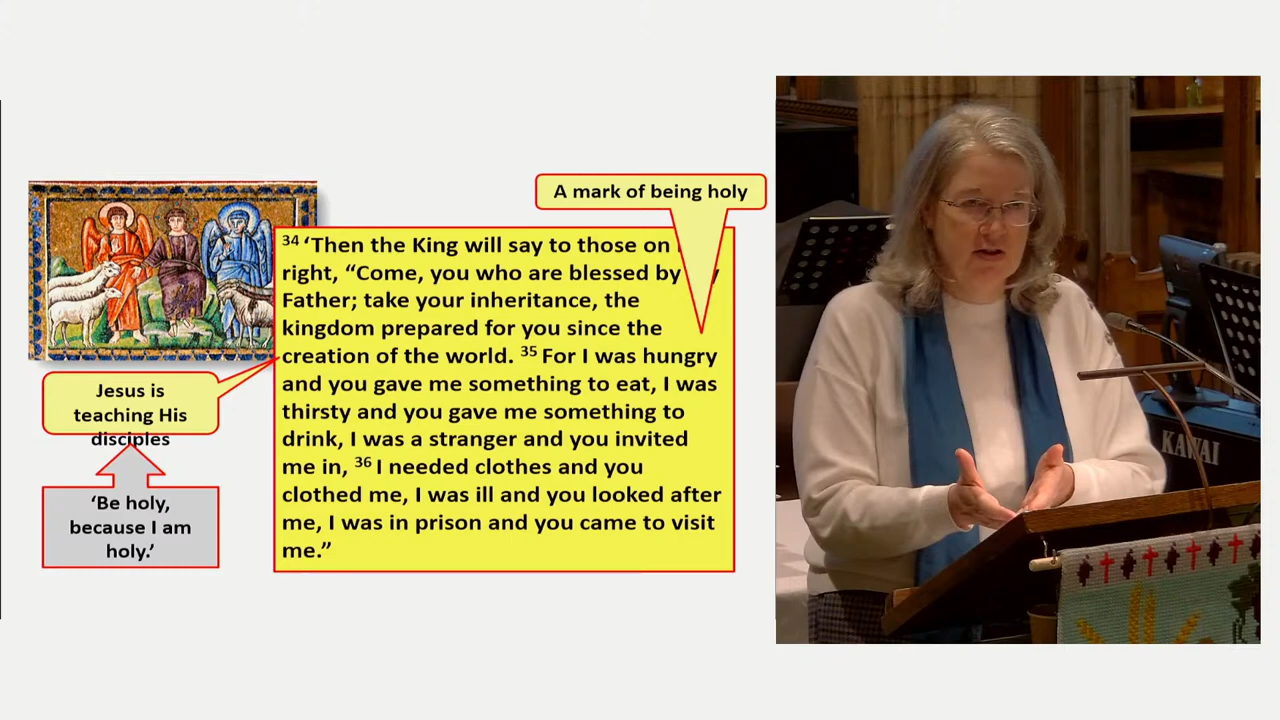 A mark of being holy
34 ‘Then the King will say to those on
right, “Come, you who are blessed by
Father; take your inheritance, the
kingdom prepared for you since the
creation of the world. 35 For I was hungry
and you gave me something to eat, I was
thirsty and you gave me something to
drink, I was a stranger and you invited
me in, 36 I needed clothes and you
clothed me, I was ill and you looked after
me, I was in prison and you came to visit
me.”
Jesus is
teaching His
disciples
‘Be holy,
because I am
holy.’
KAWAI